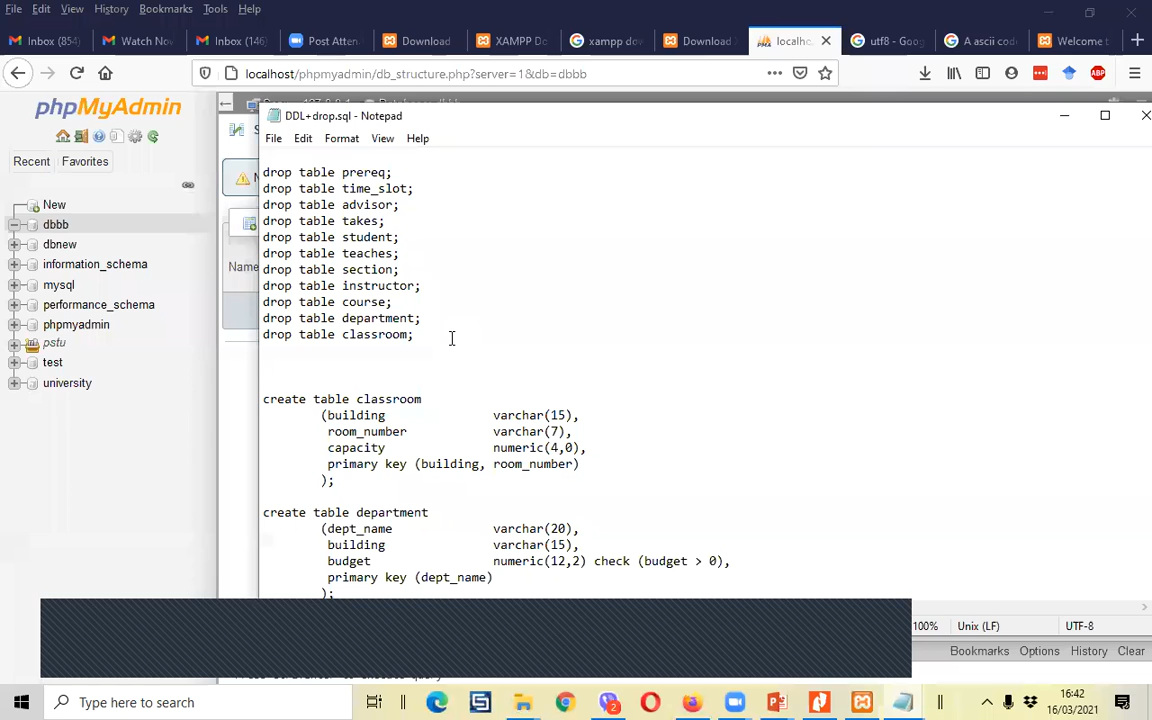 File Edit View History Bookmarks Tools Help
Inbox (854) Watch Now Inbox (146) Post Atten Download XAMPP Do xampp dov Download localho utf8 - Goog A ascii cod Welcome t
localhost/phpmyadmin/db_structure.php?server=1&db=dbbb
phpMyAdmin
Recent Favorites
New
dbbb
dbnew
information_schema
mysql
performance_schema
phpmyadmin
pstu
test
university
Name
DDL+drop.sql - Notepad
File Edit Format View Help
drop table prereq;
drop table time_slot;
drop table advisor;
drop table takes;
drop table student;
drop table teaches;
drop table section;
drop table instructor;
drop table course;
drop table department;
drop table classroom;
create table classroom
(building varchar(15),
room_number varchar(7),
capacity numeric(4,0),
primary key (building, room_number)
);
create table department
(dept_name varchar(20),
building varchar(15),
budget numeric(12,2) check (budget > 0),
primary key (dept_name)
);
100% Unix (LF) UTF-8
Bookmarks Options History Clear
Type here to search
16:42
16/03/2021